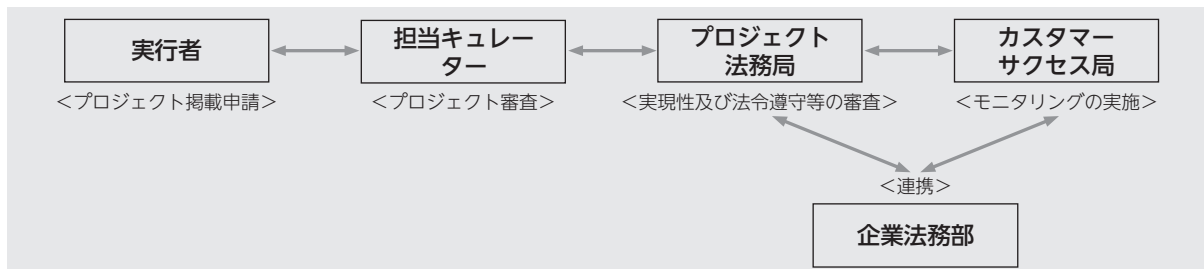 実行者
担当キュレー
ター
プロジェクト
法務局
カスタマー
サクセス局
＜プロジェクト掲載申請＞
＜プロジェクト審査＞
＜実現性及び法令遵守等の審査＞
＜モニタリングの実施＞
＜連携＞
企業法務部